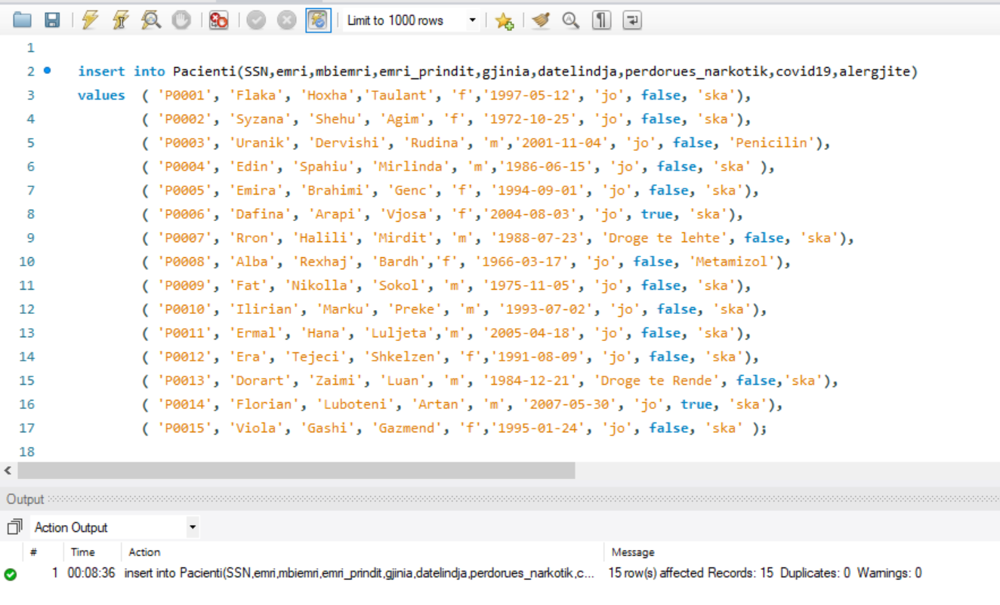 Limit to 1000 rows
1
2 insert into Pacienti(SSN,emri,mbiemri,emri_prindit,gjinia,datelindja,perdorues_narkotik,covid19,alergjite)
3 values ( 'P0001', 'Flaka', 'Hoxha','Taulant', 'f','1997-05-12', 'jo', false, 'ska'),
4 ( 'P0002', 'Syzana', 'Shehu', 'Agim', 'f', '1972-10-25', 'jo', false, 'ska'),
5 ( 'P0003', 'Uranik', 'Dervishi', 'Rudina', 'm','2001-11-04', 'jo', false, 'Penicilin'),
6 ( 'P0004', 'Edin', 'Spahiu', 'Mirlinda', 'm','1986-06-15', 'jo', false, 'ska' ),
7 ( 'P0005', 'Emira', 'Brahimi', 'Genc', 'f', '1994-09-01', 'jo', false, 'ska'),
8 ( 'P0006', 'Dafina', 'Arapi', 'Vjosa', 'f','2004-08-03', 'jo', true, 'ska'),
9 ( 'P0007', 'Rron', 'Halili', 'Mirdit', 'm', '1988-07-23', 'Droge te lehte', false, 'ska'),
10 ( 'P0008', 'Alba', 'Rexhaj', 'Bardh','f', '1966-03-17', 'jo', false, 'Metamizol'),
11 ( 'P0009', 'Fat', 'Nikolla', 'Sokol', 'm', '1975-11-05', 'jo', false, 'ska'),
12 ( 'P0010', 'Ilirian', 'Marku', 'Preke', 'm', '1993-07-02', 'jo', false, 'ska'),
13 ( 'P0011', 'Ermal', 'Hana', 'Luljeta','m', '2005-04-18', 'jo', false, 'ska'),
14 ( 'P0012', 'Era', 'Tejeci', 'Shkelzen', 'f','1991-08-09', 'jo', false, 'ska'),
15 ( 'P0013', 'Dorart', 'Zaimi', 'Luan', 'm', '1984-12-21', 'Droge te Rende', false,'ska'),
16 ( 'P0014', 'Florian', 'Luboteni', 'Artan', 'm', '2007-05-30', 'jo', true, 'ska'),
17 ( 'P0015', 'Viola', 'Gashi', 'Gazmend', 'f','1995-01-24', 'jo', false, 'ska' );
18
Output
Action Output
# Time Action Message
1 00:08:36 insert into Pacienti(SSN,emri,mbiemri,emri_prindit,gjinia,datelindja,perdorues_narkotik,c... 15 row(s) affected Records: 15 Duplicates: 0 Warnings: 0